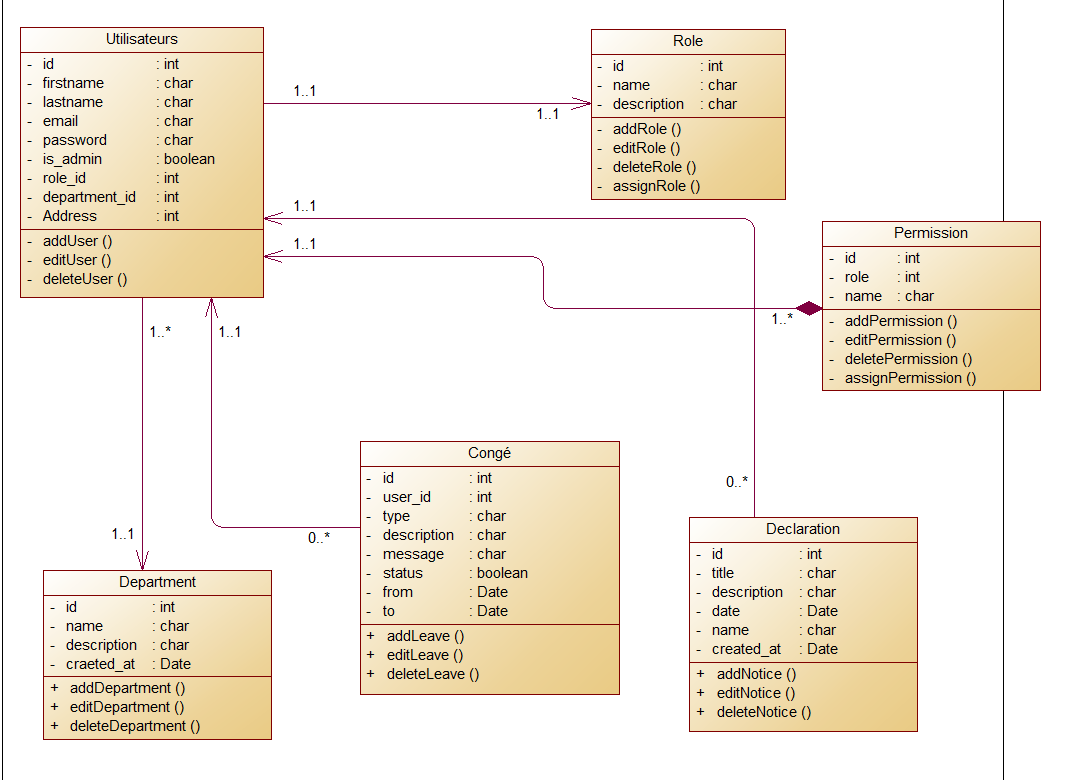 Utilisateurs
- id : int
- firstname : char
- lastname : char
- email : char
- password : char
- is_admin : boolean
- role_id : int
- department_id : int
- Address : int
- addUser ()
- editUser ()
- deleteUser ()
1..1
1..1
Role
- id : int
- name : char
- description : char
- addRole ()
- editRole ()
- deleteRole ()
- assignRole ()
1..1
1..1
1..*
Permission
- id : int
- role : int
- name : char
- addPermission ()
- editPermission ()
- deletePermission ()
- assignPermission ()
1..*
1..1
1..1
0..*
0..*
Department
- id : int
- name : char
- description : char
- craeted_at : Date
+ addDepartment ()
+ editDepartment ()
+ deleteDepartment ()
Congé
- id : int
- user_id : int
- type : char
- description : char
- message : char
- status : boolean
- from : Date
- to : Date
+ addLeave ()
+ editLeave ()
+ deleteLeave ()
Declaration
- id : int
- title : char
- description : char
- date : Date
- name : char
- created_at : Date
+ addNotice ()
+ editNotice ()
+ deleteNotice ()